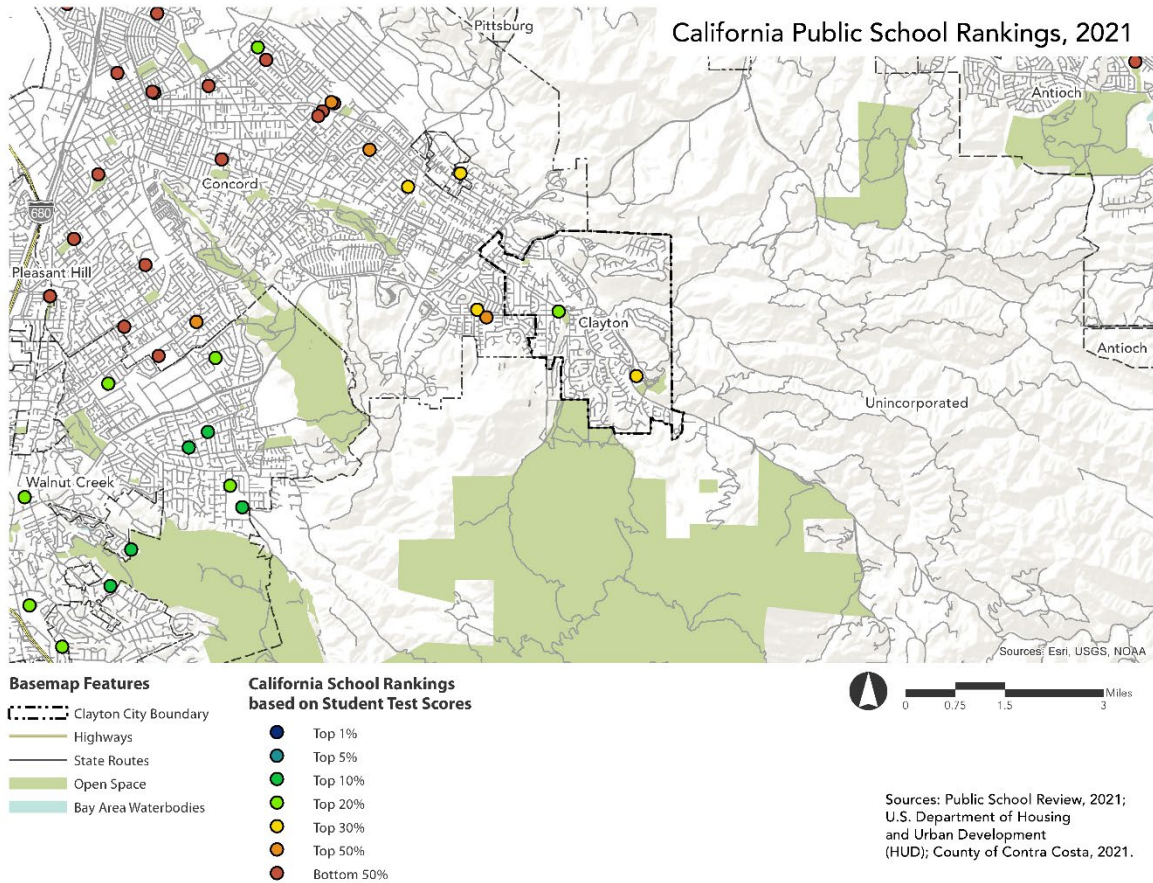 California Public School Rankings, 2021
Pittsburg
Antioch
Concord
680
Pleasant Hill
Clayton
Antioch
Unincorporated
Walnut Creek
Sources: Esri, USGS, NOAA
Basemap Features
Clayton City Boundary
Highways
State Routes
Open Space
Bay Area Waterbodies
California School Rankings
based on Student Test Scores
Top 1%
Top 5%
Top 10%
Top 20%
Top 30%
Top 50%
Bottom 50%
Miles
0 0.75 1.5 3
Sources: Public School Review, 2021;
U.S. Department of Housing
and Urban Development
(HUD); County of Contra Costa, 2021.